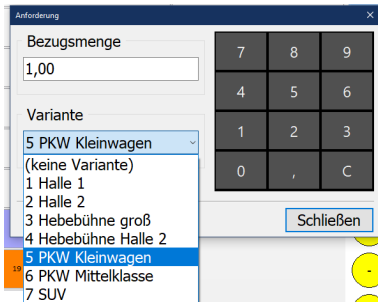 Anforderung
Bezugsmenge
1,00
Variante
5 PKW Kleinwagen
(keine Variante)
1 Halle 1
2 Halle 2
3 Hebebühne groß
4 Hebebühne Halle 2
5 PKW Kleinwagen
6 PKW Mittelklasse
7 SUV
7 8 9
4 5 6
1 2 3
0 , C
Schließen
19
-